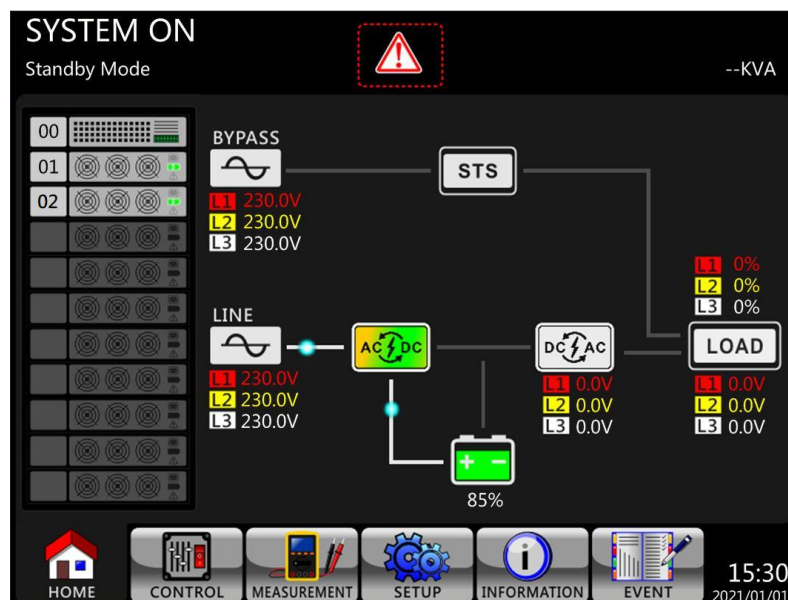 SYSTEM ON
Standby Mode
--KVA
00
01
02
BYPASS
L1 230.0V
L2 230.0V
L3 230.0V
STS
L1 0%
L2 0%
L3 0%
LINE
L1 230.0V
L2 230.0V
L3 230.0V
AC DC
DC AC
L1 0.0V
L2 0.0V
L3 0.0V
LOAD
L1 0.0V
L2 0.0V
L3 0.0V
+ −
85%
HOME
CONTROL
MEASUREMENT
SETUP
INFORMATION
EVENT
15:30
2021/01/01